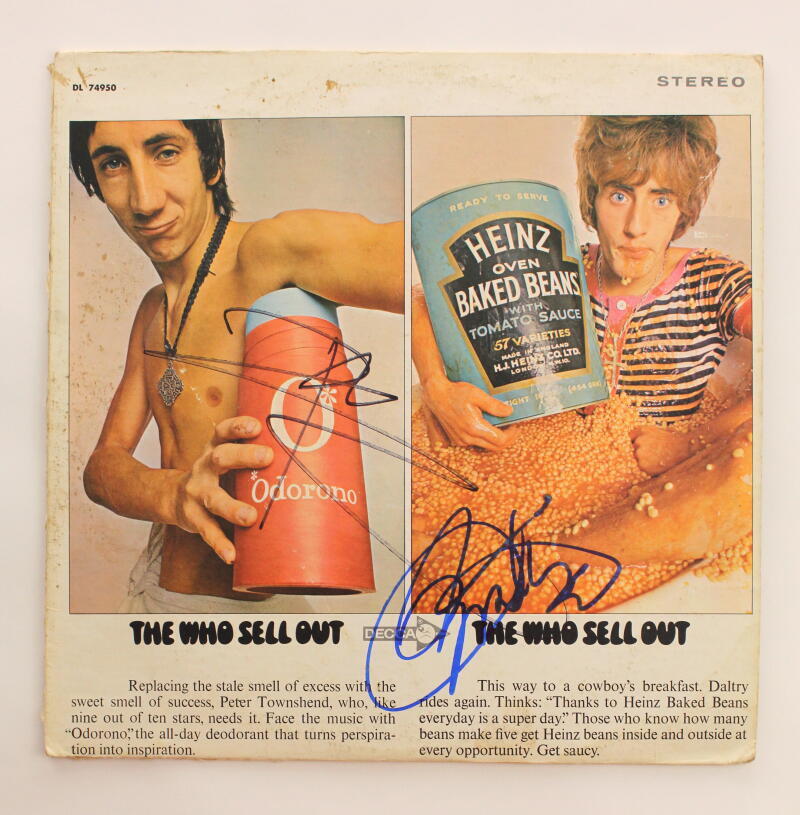 DL 74950
STEREO
READY TO SERVE
HEINZ
OVEN
BAKED BEANS
WITH
TOMATO SAUCE
57 VARIETIES
MADE IN ENGLAND
H.J. HEINZ CO. LTD.
LONDON N.W.10.
O*
*Odorono
THE WHO SELL OUT
DECCA
THE WHO SELL OUT
Replacing the stale smell of excess with the
sweet smell of success, Peter Townshend, who, like
nine out of ten stars, needs it. Face the music with
“Odorono,” the all-day deodorant that turns perspira-
tion into inspiration.
This way to a cowboy's breakfast. Daltry
rides again. Thinks: “Thanks to Heinz Baked Beans
everyday is a super day.” Those who know how many
beans make five get Heinz beans inside and outside at
every opportunity. Get saucy.